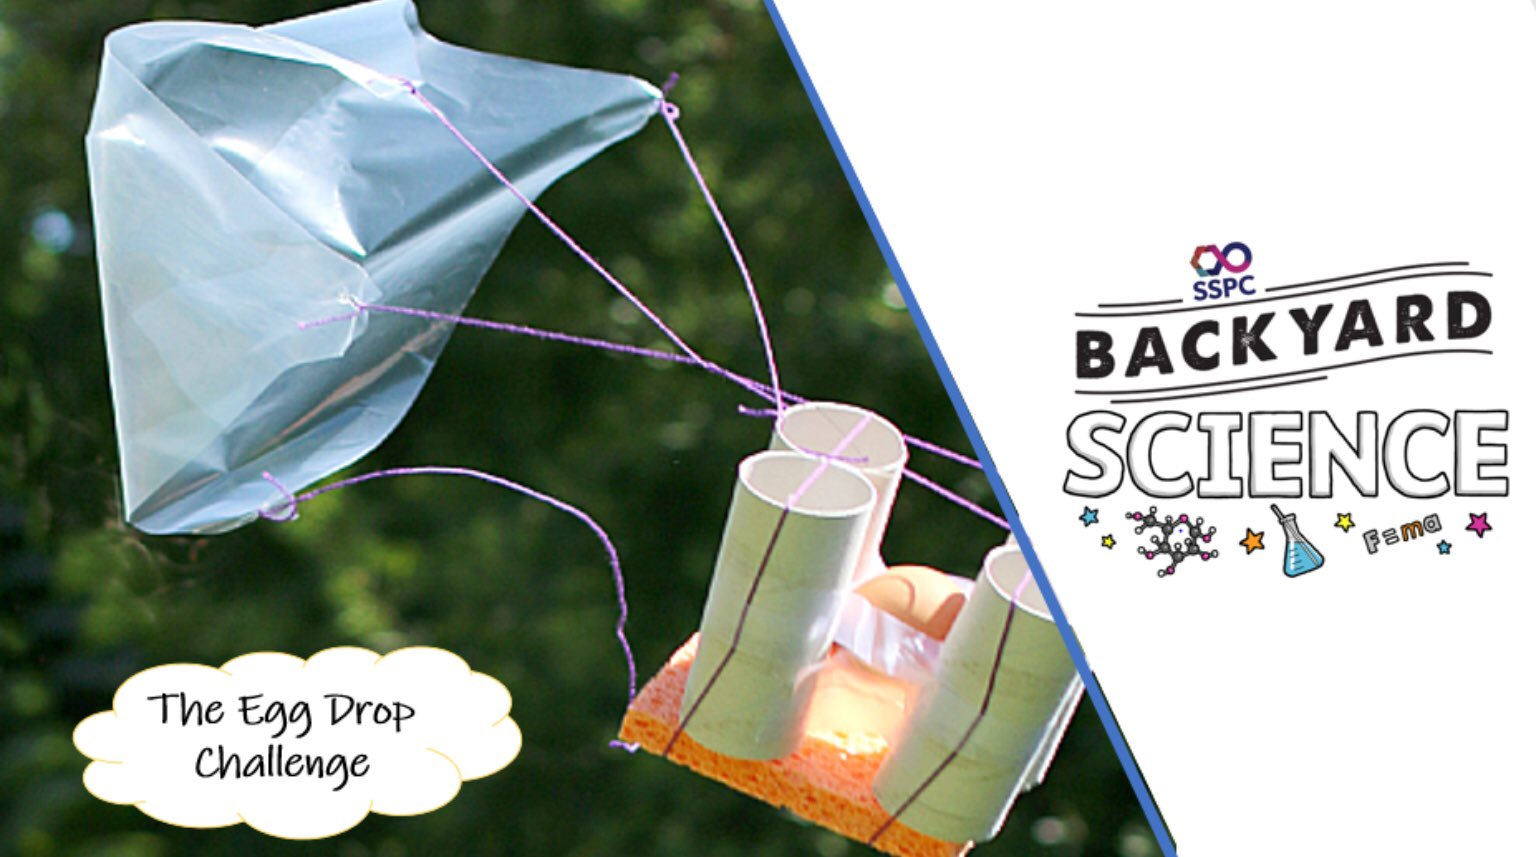 The Egg Drop
Challenge
SSPC
BACKYARD
SCIENCE
F=ma